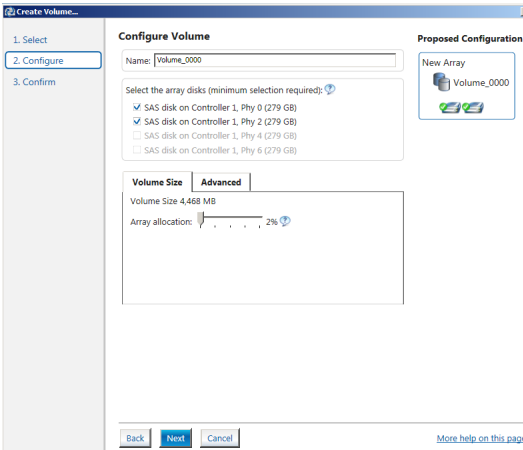 Create Volume...
1. Select
2. Configure
3. Confirm
Configure Volume
Name: Volume_0000
Select the array disks (minimum selection required):
SAS disk on Controller 1, Phy 0 (279 GB)
SAS disk on Controller 1, Phy 2 (279 GB)
SAS disk on Controller 1, Phy 4 (279 GB)
SAS disk on Controller 1, Phy 6 (279 GB)
Volume Size Advanced
Volume Size 4,468 MB
Array allocation: 2%
Back Next Cancel
Proposed Configuration
New Array
Volume_0000
More help on this page